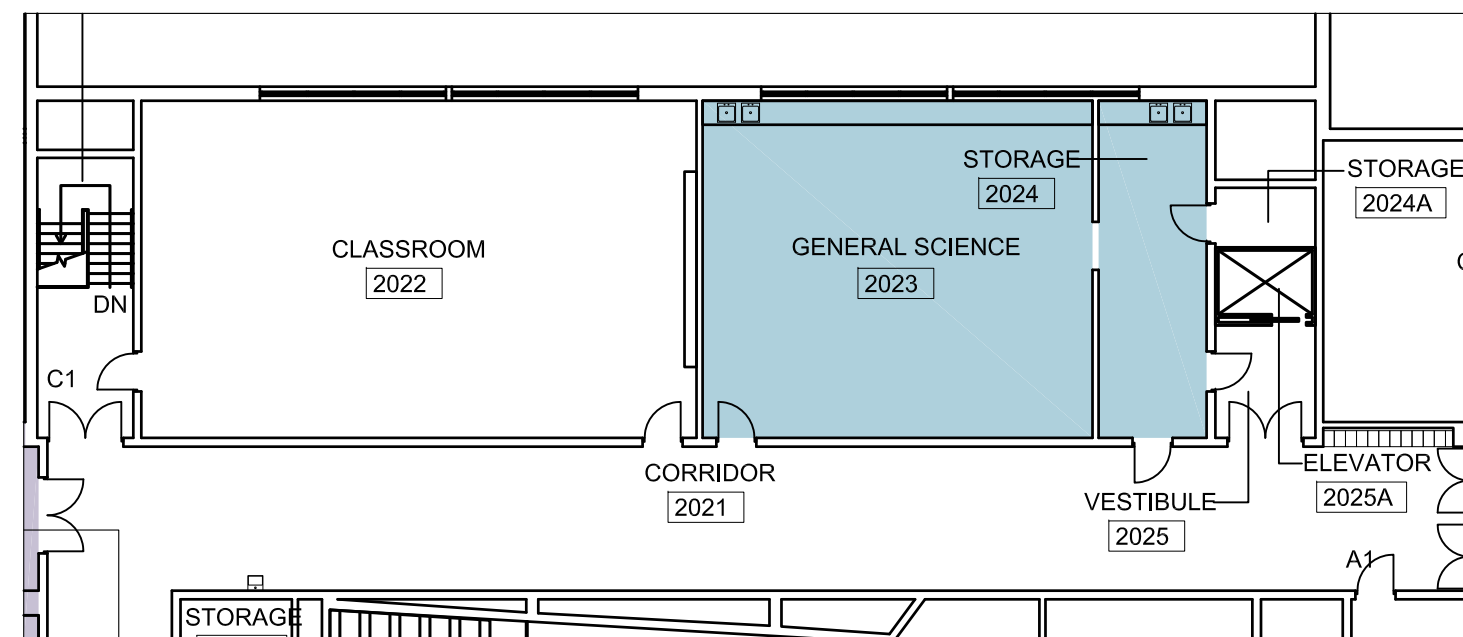 STORAGE
2024
STORAGE
2024A
CLASSROOM
2022
GENERAL SCIENCE
2023
DN
C1
CORRIDOR
2021
VESTIBULE
2025
ELEVATOR
2025A
A1
STORAGE